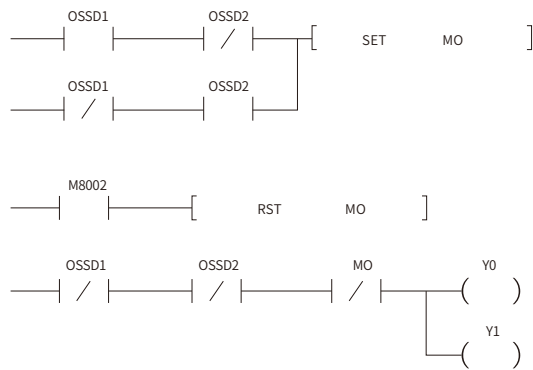 OSSD1 OSSD2
SET MO
OSSD1 OSSD2
M8002
RST MO
OSSD1 OSSD2 MO Y0
Y1